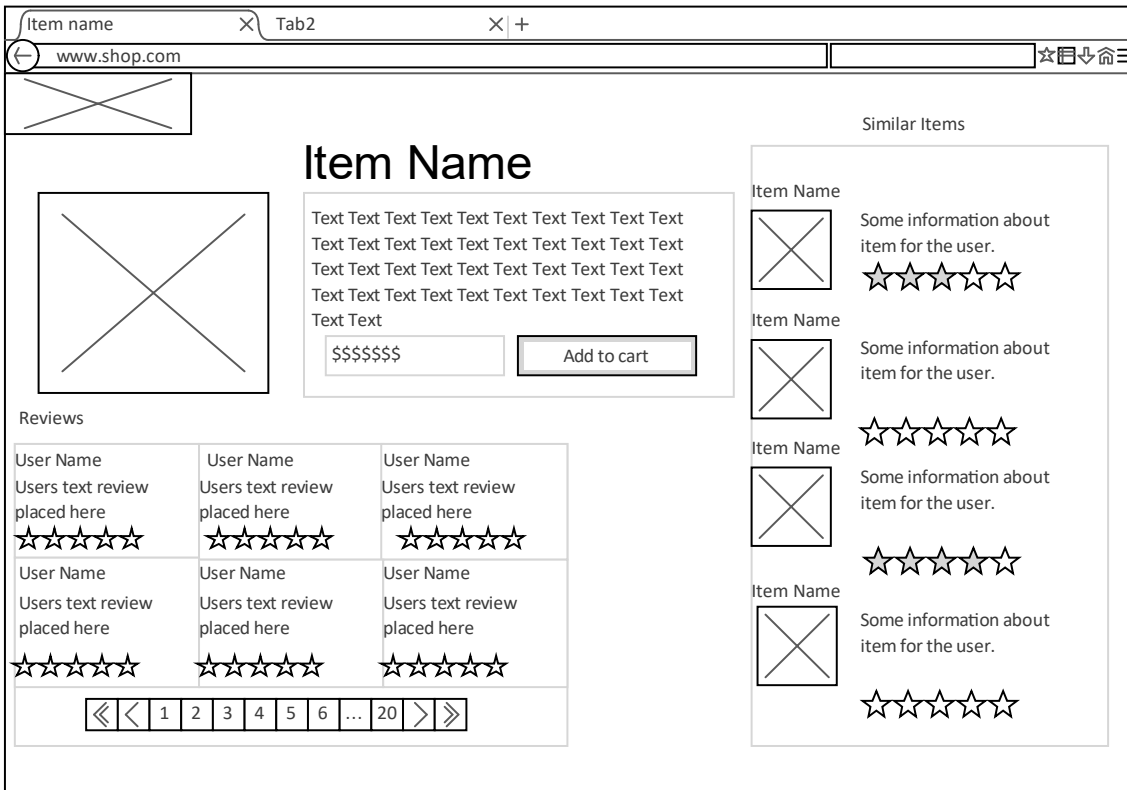 Item name
Tab2
www.shop.com
Similar Items
Item Name
Text Text Text Text Text Text Text Text Text Text
Text Text Text Text Text Text Text Text Text Text
Text Text Text Text Text Text Text Text Text Text
Text Text Text Text Text Text Text Text Text Text
Text Text
$$$$$$$
Add to cart
Item Name
Some information about
item for the user.
Item Name
Some information about
item for the user.
Item Name
Some information about
item for the user.
Item Name
Some information about
item for the user.
Reviews
User Name
Users text review
placed here
User Name
Users text review
placed here
User Name
Users text review
placed here
User Name
Users text review
placed here
User Name
Users text review
placed here
User Name
Users text review
placed here
1 2 3 4 5 6 ... 20